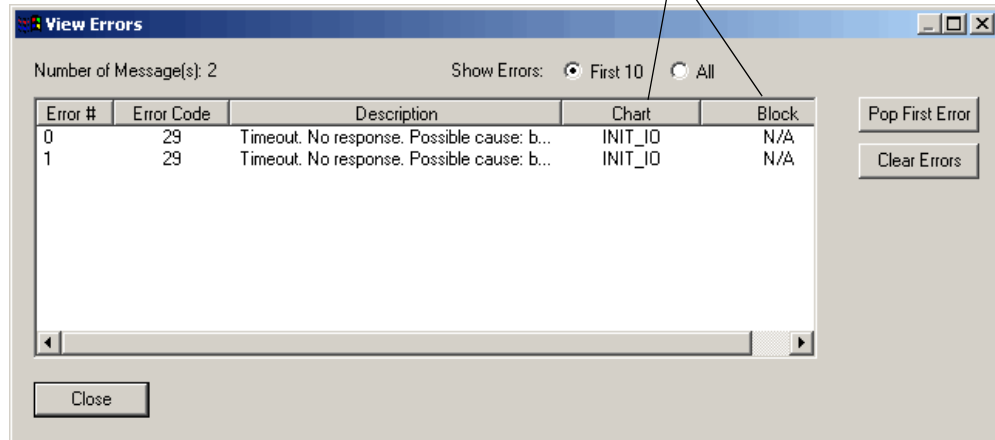 View Errors
Number of Message(s): 2 Show Errors: First 10 All
Error # Error Code Description Chart Block Pop First Error
0 29 Timeout. No response. Possible cause: b... INIT_IO N/A
1 29 Timeout. No response. Possible cause: b... INIT_IO N/A
Clear Errors
Close